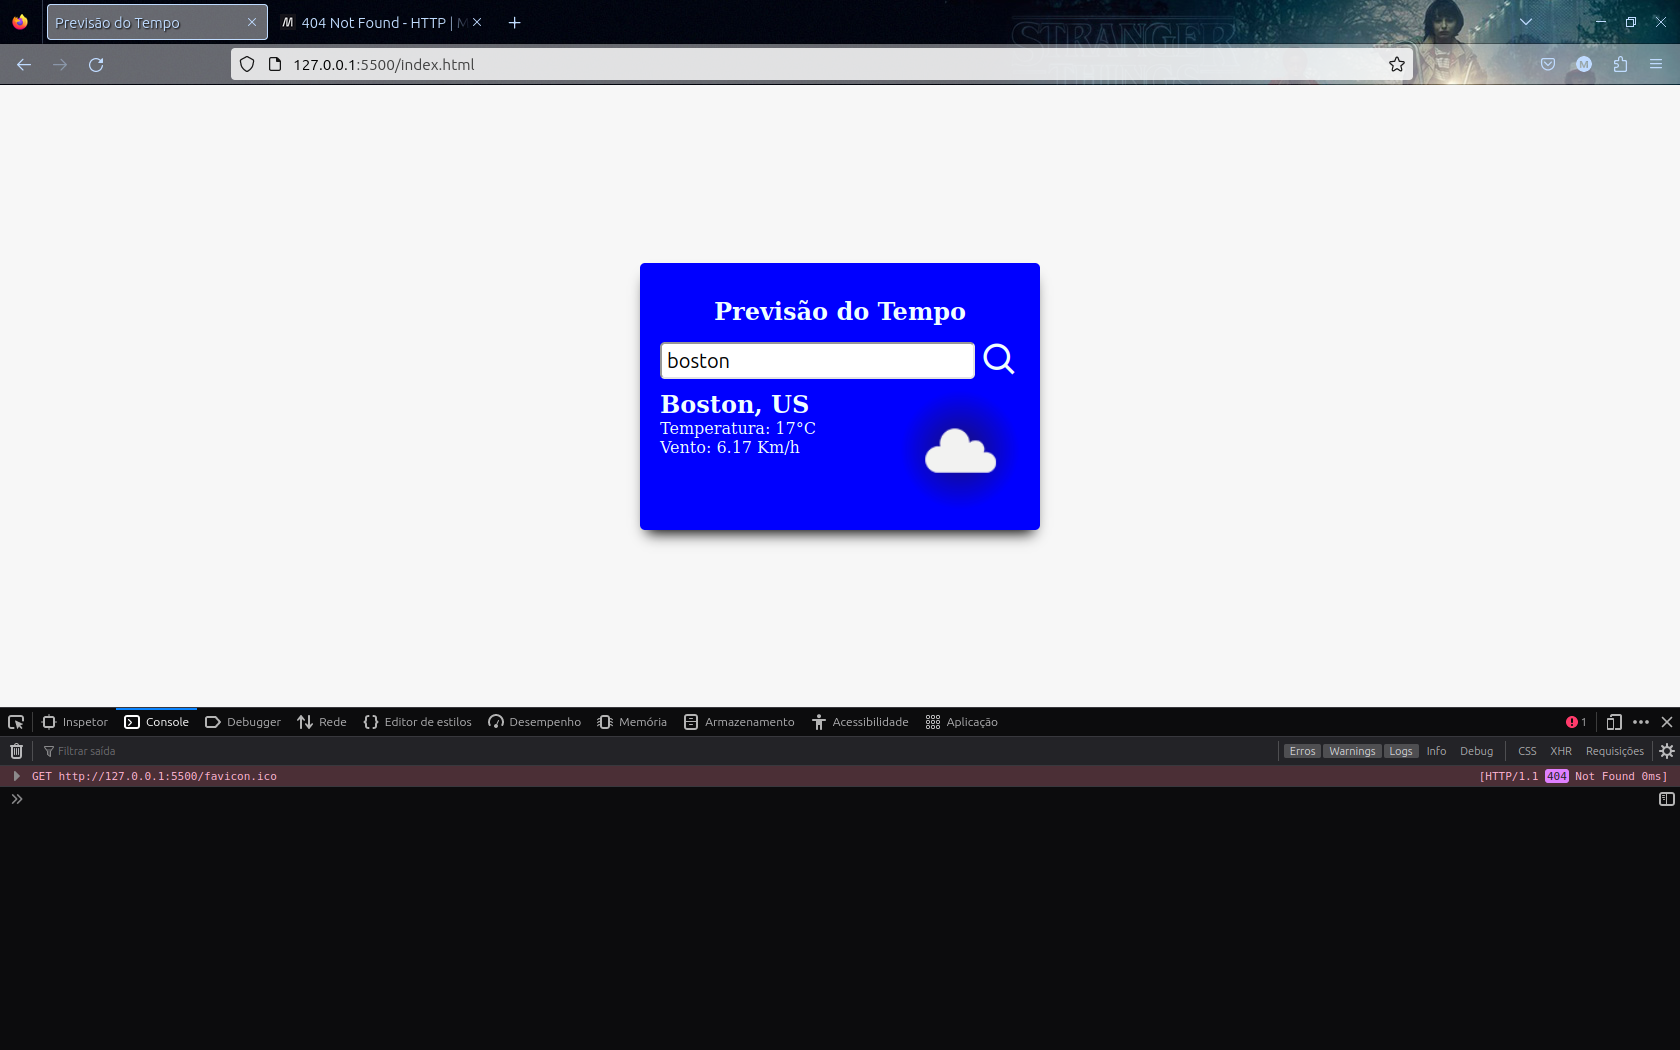 Previsão do Tempo
404 Not Found - HTTP | M
STRANGER
THINGS
127.0.0.1:5500/index.html
M
Previsão do Tempo
boston
Boston, US
Temperatura: 17°C
Vento: 6.17 Km/h
Inspetor Console Debugger Rede Editor de estilos Desempenho Memória Armazenamento Acessibilidade Aplicação 1
Filtrar saída Erros Warnings Logs Info Debug CSS XHR Requisições
GET http://127.0.0.1:5500/favicon.ico [HTTP/1.1 404 Not Found 0ms]